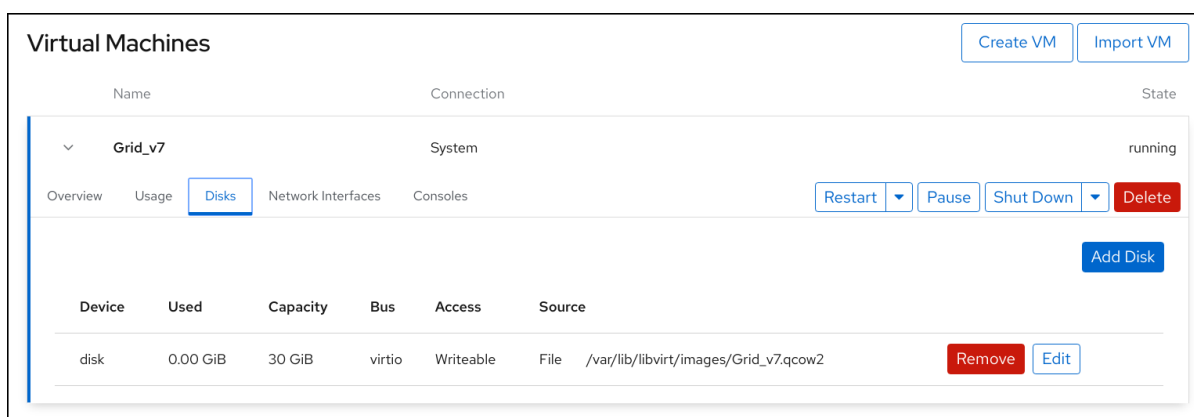 Virtual Machines Create VM Import VM
Name Connection State
Grid_v7 System running
Overview Usage Disks Network Interfaces Consoles Restart Pause Shut Down Delete
Add Disk
Device Used Capacity Bus Access Source
disk 0.00 GiB 30 GiB virtio Writeable File /var/lib/libvirt/images/Grid_v7.qcow2 Remove Edit